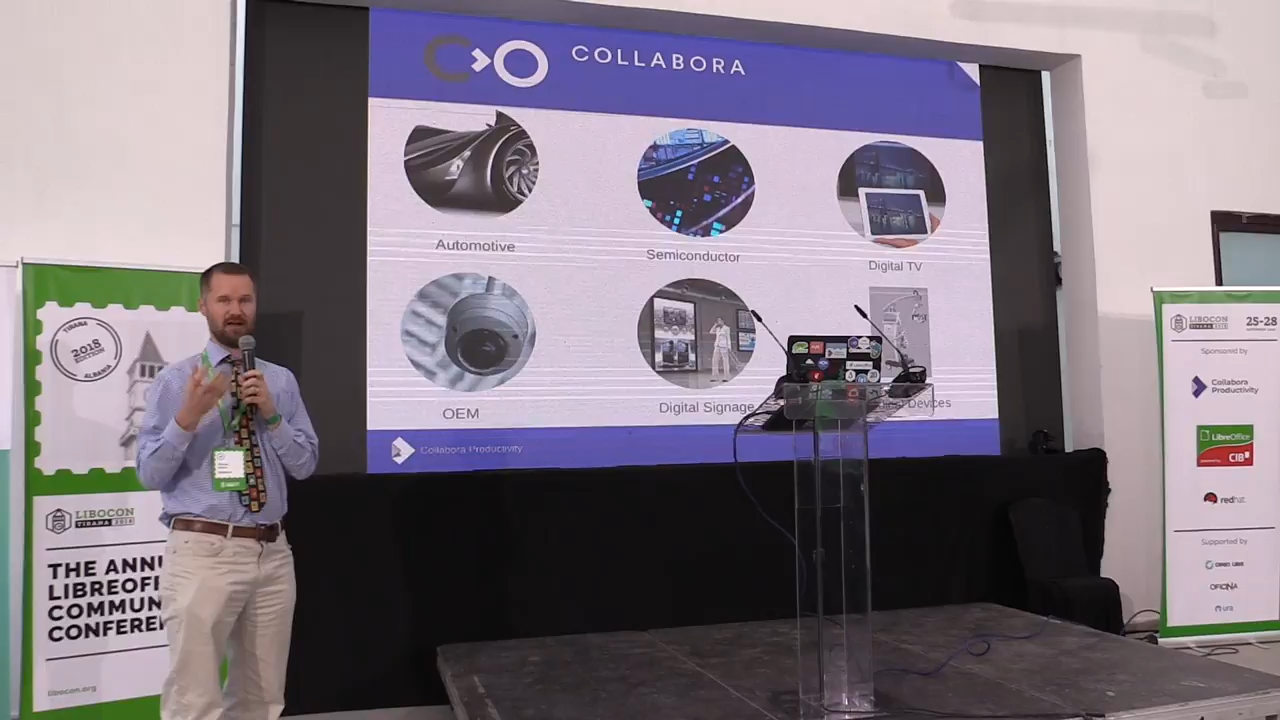 COLLABORA
Automotive
Semiconductor
Digital TV
OEM
Digital Signage
Devices
Collabora Productivity
TIRANA
2018
EDITION
ALBANIA
LIBOCON
TIRANA 2018
THE ANNU
LIBREOFF
COMMUN
CONFEREN
libocon.org
LIBOCON
TIRANA 2018
25-28
Sponsored by
Collabora
Productivity
LibreOffice
CIB
redhat
Supported by
OFICINA
ura